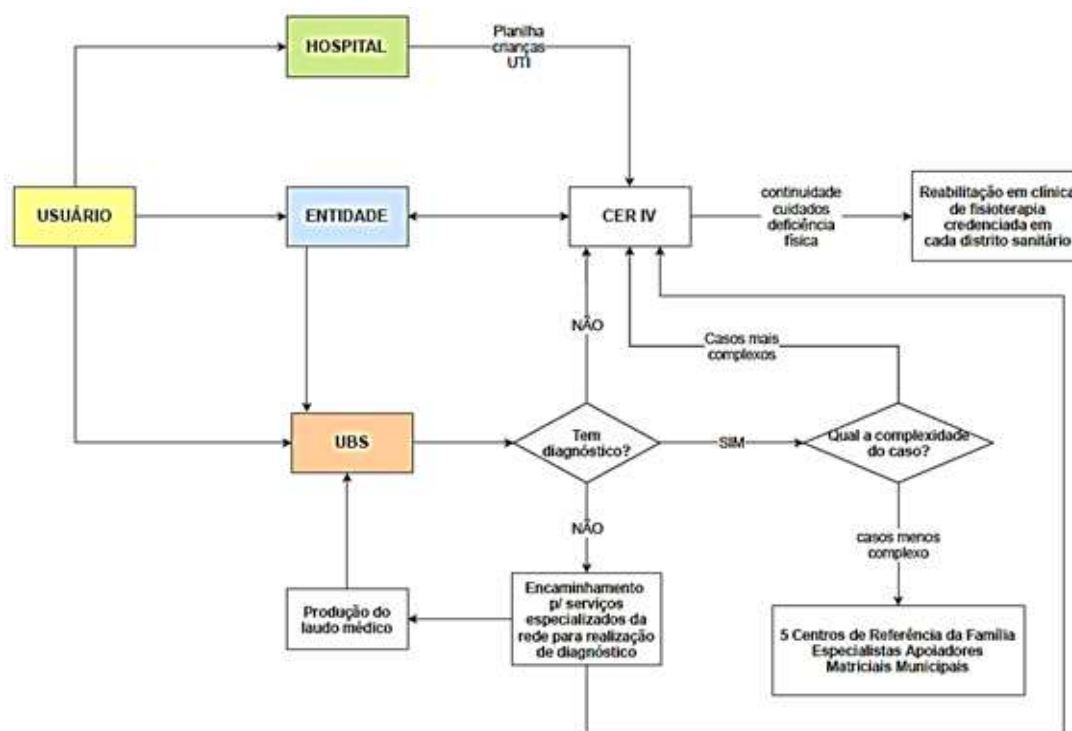 HOSPITAL
Planilha
crianças
UTI
USUÁRIO
ENTIDADE
CER IV
continuidade
cuidados
deficiência
física
Reabilitação em clínica
de fisioterapia
credenciada em
cada distrito sanitário
NÃO
Casos mais
complexos
UBS
Tem
diagnóstico?
SIM
Qual a complexidade
do caso?
NÃO
casos menos
complexo
Produção do
laudo médico
Encaminhamento
p/ serviços
especializados da
rede para realização
de diagnóstico
5 Centros de Referência da Família
Especialistas Apoiadores
Matriciais Municipais